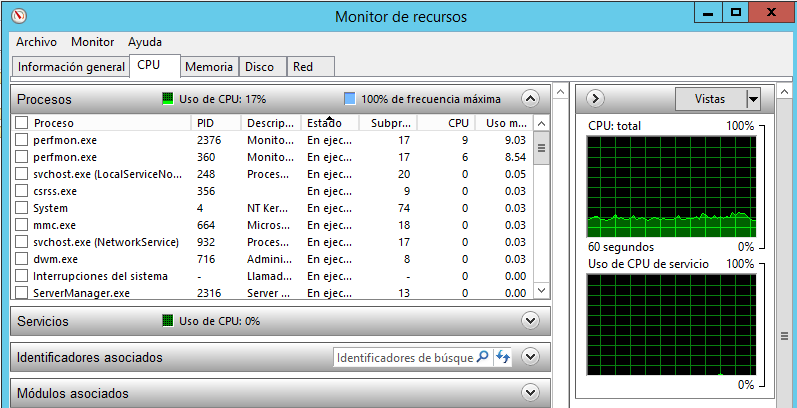 Monitor de recursos
Archivo Monitor Ayuda
Información general CPU Memoria Disco Red
Procesos Uso de CPU: 17% 100% de frecuencia máxima
Proceso PID Descrip... Estado Subpr... CPU Uso m...
perfmon.exe 2376 Monito... En ejec... 17 9 9.03
perfmon.exe 360 Monito... En ejec... 17 6 8.54
svchost.exe (LocalServiceNo... 248 Proces... En ejec... 20 0 0.05
csrss.exe 356 En ejec... 9 0 0.03
System 4 NT Ker... En ejec... 74 0 0.03
mmc.exe 664 Micros... En ejec... 18 0 0.03
svchost.exe (NetworkService) 932 Proces... En ejec... 17 0 0.03
dwm.exe 716 Admini... En ejec... 8 0 0.03
Interrupciones del sistema - Llamad... En ejec... - 0 0.00
ServerManager.exe 2316 Server ... En ejec... 13 0 0.00
Servicios Uso de CPU: 0%
Identificadores asociados Identificadores de búsque
Módulos asociados
Vistas
CPU: total 100%
60 segundos 0%
Uso de CPU de servicio 100%
0%